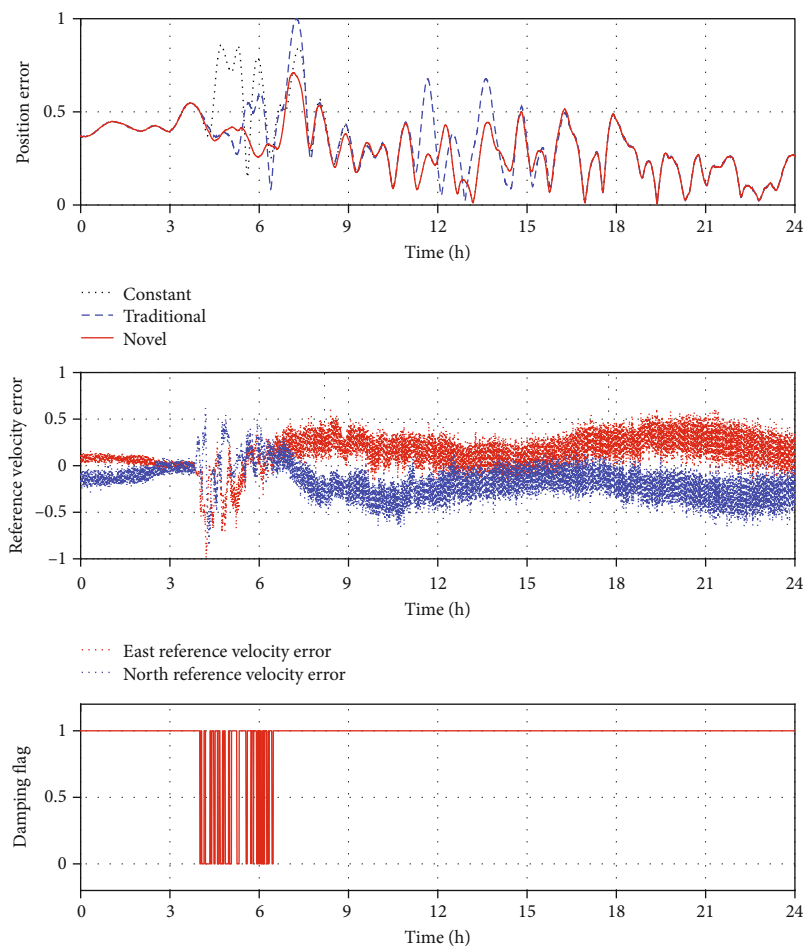 1
0.5
0
Position error
0 3 6 9 12 15 18 21 24
Time (h)
Constant
Traditional
Novel
1
0.5
0
−0.5
−1
Reference velocity error
0 3 6 9 12 15 18 21 24
Time (h)
East reference velocity error
North reference velocity error
1
0.5
0
Damping flag
0 3 6 9 12 15 18 21 24
Time (h)